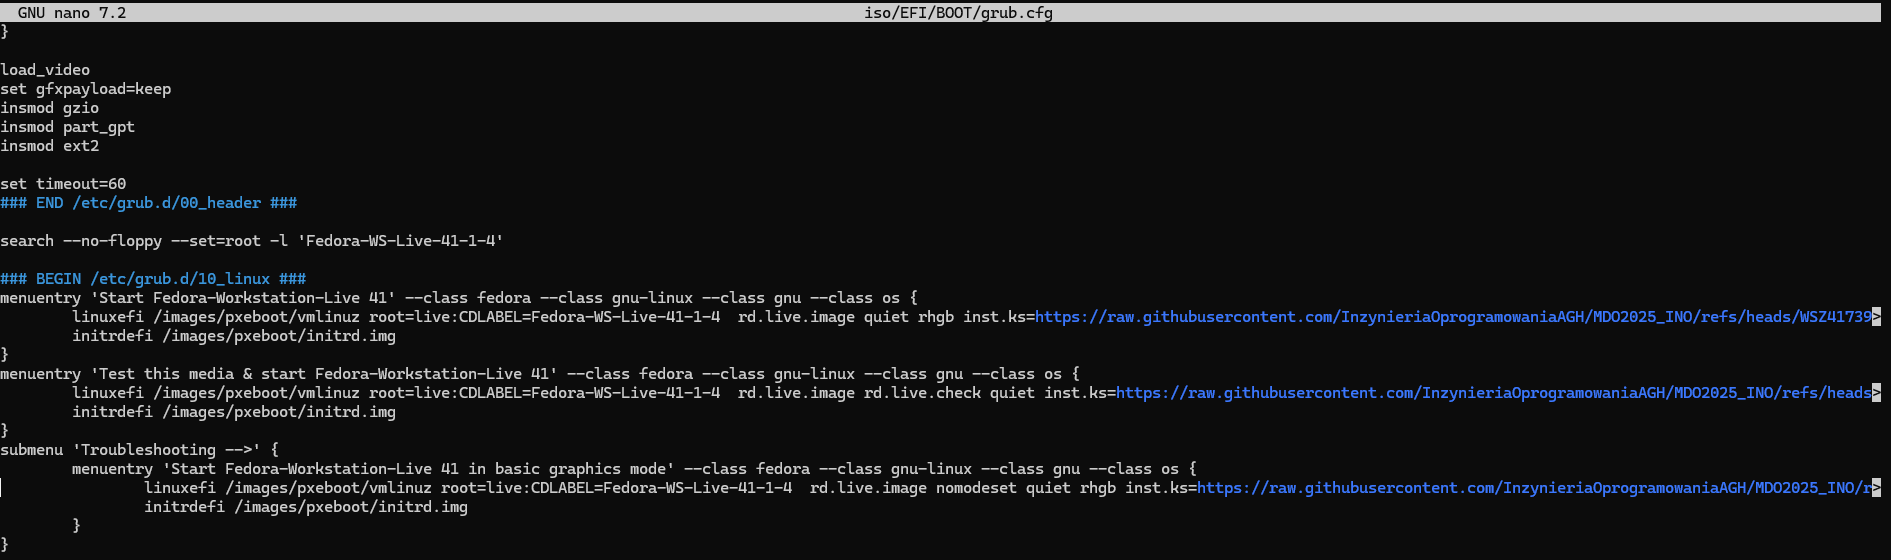 GNU nano 7.2 iso/EFI/BOOT/grub.cfg
}
load_video
set gfxpayload=keep
insmod gzio
insmod part_gpt
insmod ext2
set timeout=60
### END /etc/grub.d/00_header ###
search --no-floppy --set=root -l 'Fedora-WS-Live-41-1-4'
### BEGIN /etc/grub.d/10_linux ###
menuentry 'Start Fedora-Workstation-Live 41' --class fedora --class gnu-linux --class gnu --class os {
linuxefi /images/pxeboot/vmlinuz root=live:CDLABEL=Fedora-WS-Live-41-1-4  rd.live.image quiet rhgb inst.ks=https://raw.githubusercontent.com/InzynieriaOprogramowaniaAGH/MDO2025_INO/refs/heads/WSZ41739>
initrdefi /images/pxeboot/initrd.img
}
menuentry 'Test this media & start Fedora-Workstation-Live 41' --class fedora --class gnu-linux --class gnu --class os {
linuxefi /images/pxeboot/vmlinuz root=live:CDLABEL=Fedora-WS-Live-41-1-4  rd.live.image rd.live.check quiet inst.ks=https://raw.githubusercontent.com/InzynieriaOprogramowaniaAGH/MDO2025_INO/refs/heads>
initrdefi /images/pxeboot/initrd.img
}
submenu 'Troubleshooting -->' {
menuentry 'Start Fedora-Workstation-Live 41 in basic graphics mode' --class fedora --class gnu-linux --class gnu --class os {
linuxefi /images/pxeboot/vmlinuz root=live:CDLABEL=Fedora-WS-Live-41-1-4  rd.live.image nomodeset quiet rhgb inst.ks=https://raw.githubusercontent.com/InzynieriaOprogramowaniaAGH/MDO2025_INO/r>
initrdefi /images/pxeboot/initrd.img
}
}